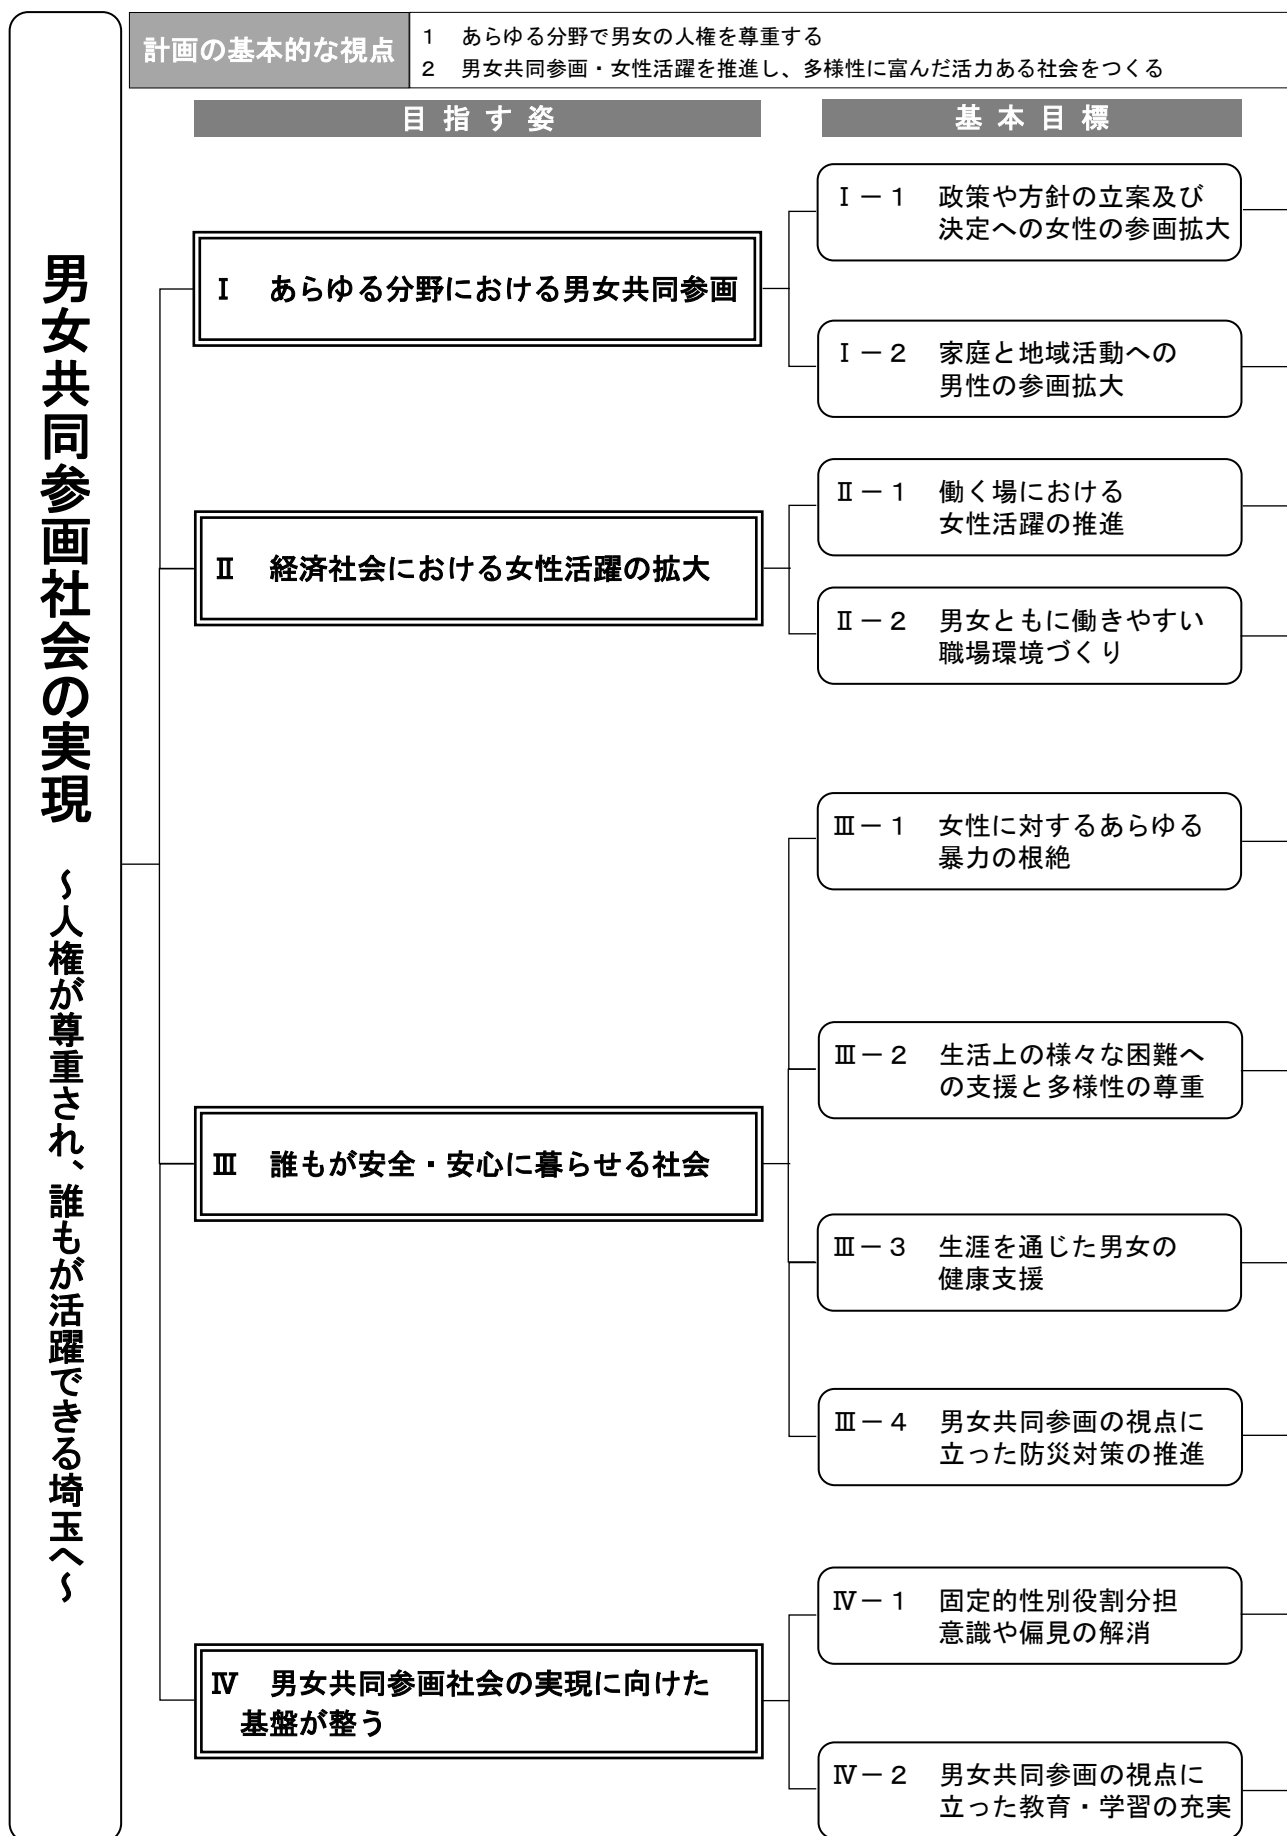 男女共同参画社会の実現 ～人権が尊重され、誰もが活躍できる埼玉へ～
計画の基本的な視点
1 あらゆる分野で男女の人権を尊重する
2 男女共同参画・女性活躍を推進し、多様性に富んだ活力ある社会をつくる
目指す姿
基本目標
Ⅰ あらゆる分野における男女共同参画
Ⅰ－１ 政策や方針の立案及び
決定への女性の参画拡大
Ⅰ－２ 家庭と地域活動への
男性の参画拡大
Ⅱ 経済社会における女性活躍の拡大
Ⅱ－１ 働く場における
女性活躍の推進
Ⅱ－２ 男女ともに働きやすい
職場環境づくり
Ⅲ 誰もが安全・安心に暮らせる社会
Ⅲ－１ 女性に対するあらゆる
暴力の根絶
Ⅲ－２ 生活上の様々な困難へ
の支援と多様性の尊重
Ⅲ－３ 生涯を通じた男女の
健康支援
Ⅲ－４ 男女共同参画の視点に
立った防災対策の推進
Ⅳ 男女共同参画社会の実現に向けた
基盤が整う
Ⅳ－１ 固定的性別役割分担
意識や偏見の解消
Ⅳ－２ 男女共同参画の視点に
立った教育・学習の充実